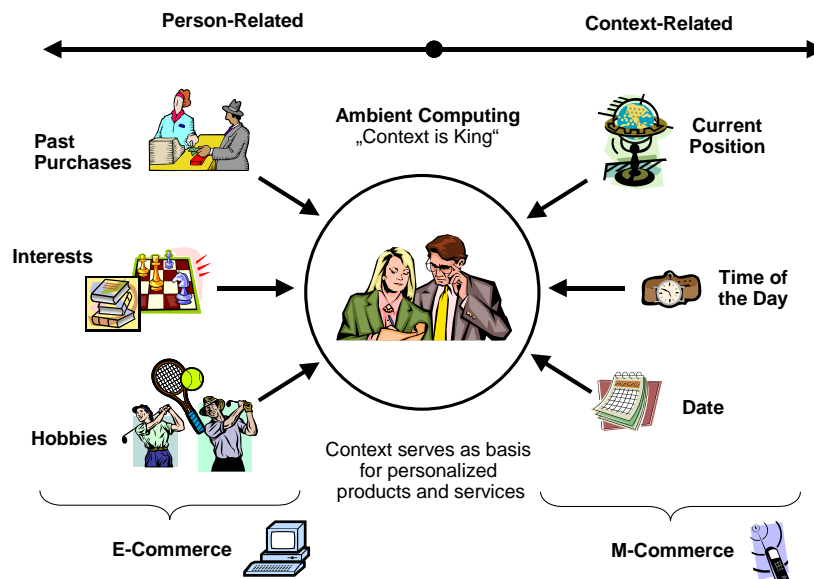 Person-Related
Context-Related
Past
Purchases
Ambient Computing
„Context is King“
Current
Position
Interests
Time of
the Day
Hobbies
Date
Context serves as basis
for personalized
products and services
E-Commerce
M-Commerce